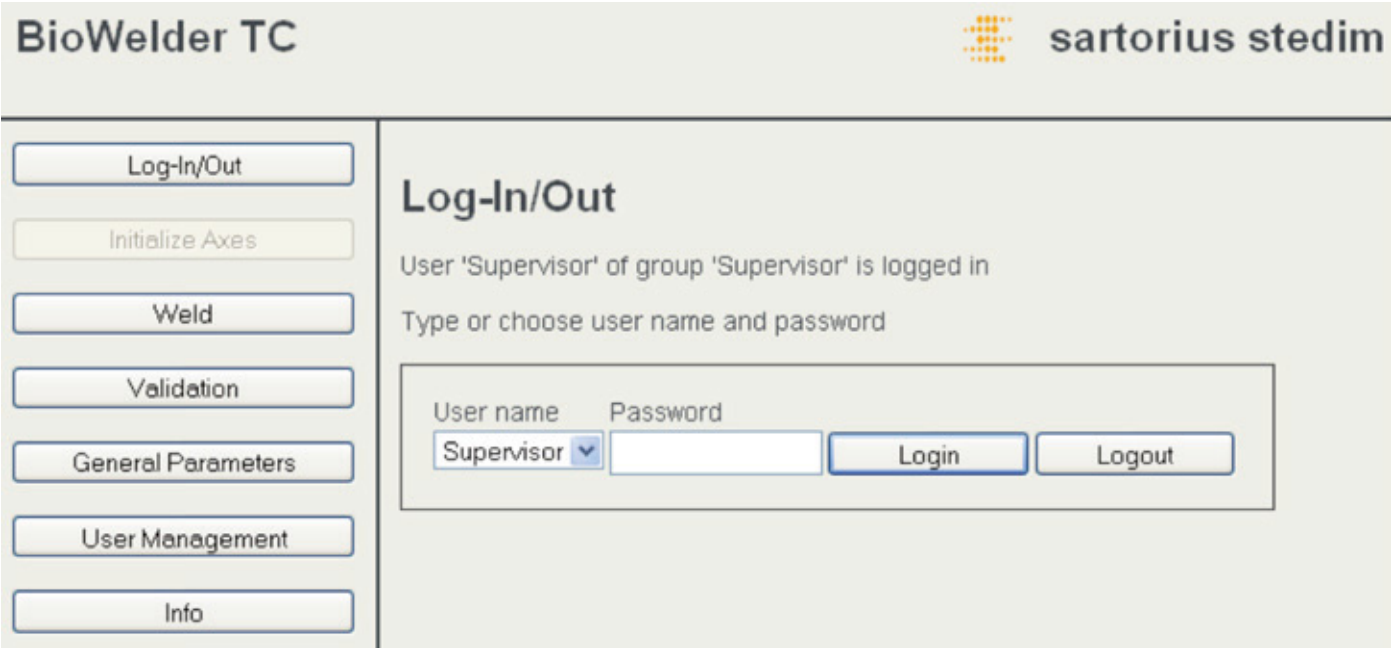 BioWelder TC
sartorius stedim
Log-In/Out
Initialize Axes
Weld
Validation
General Parameters
User Management
Info
Log-In/Out
User 'Supervisor' of group 'Supervisor' is logged in
Type or choose user name and password
User name Password
Supervisor Login Logout